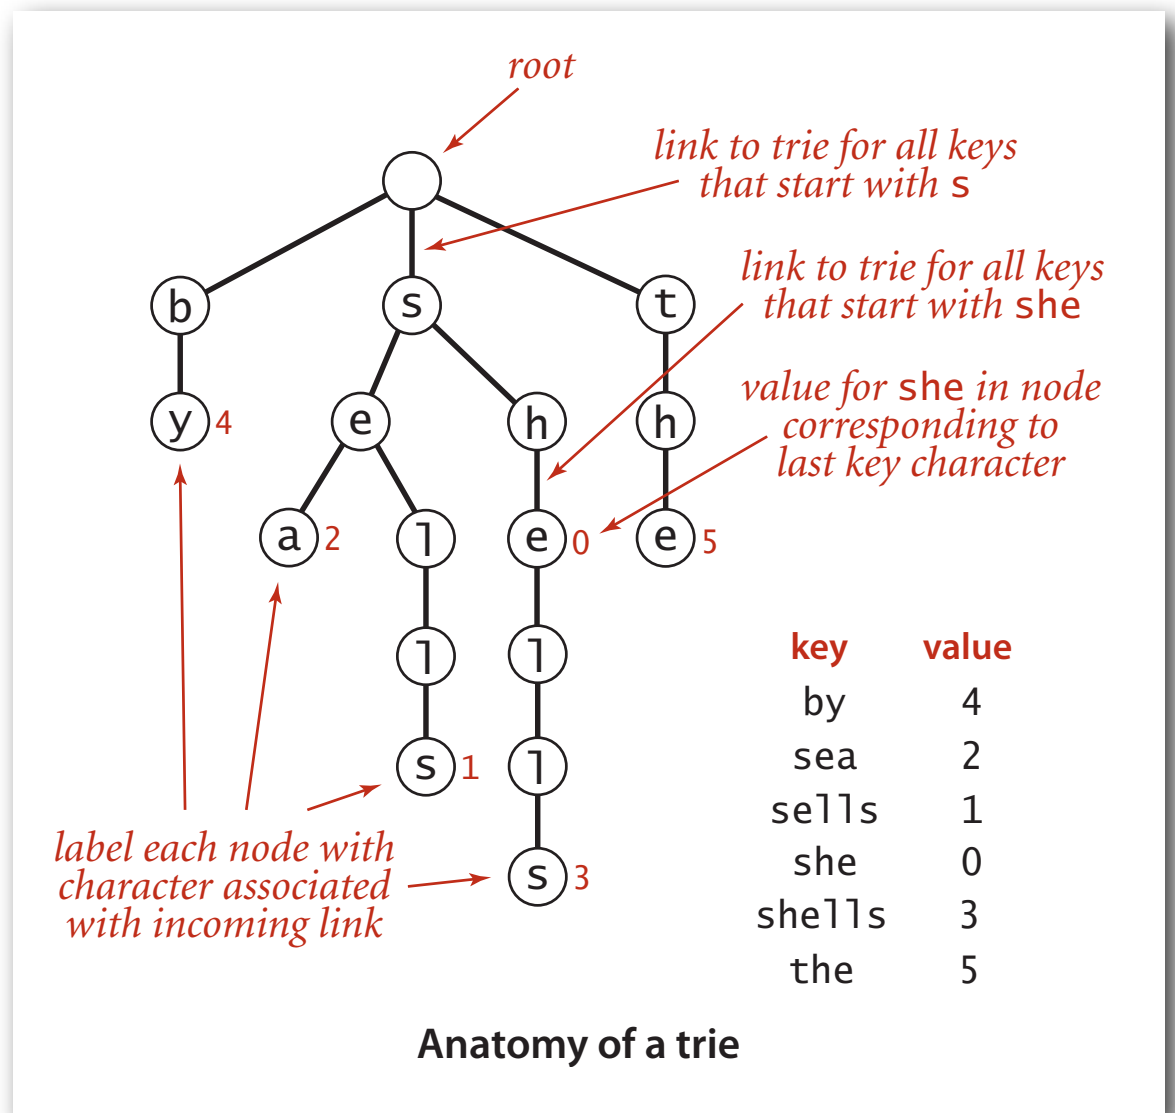 root
link to trie for all keys
that start with s
link to trie for all keys
that start with she
b
s
t
value for she in node
corresponding to
last key character
y 4
e
h
h
a 2
l
e 0
e 5
l
l
key value
by 4
s 1
l
sea 2
sells 1
label each node with
character associated
with incoming link
she 0
s 3
shells 3
the 5
Anatomy of a trie